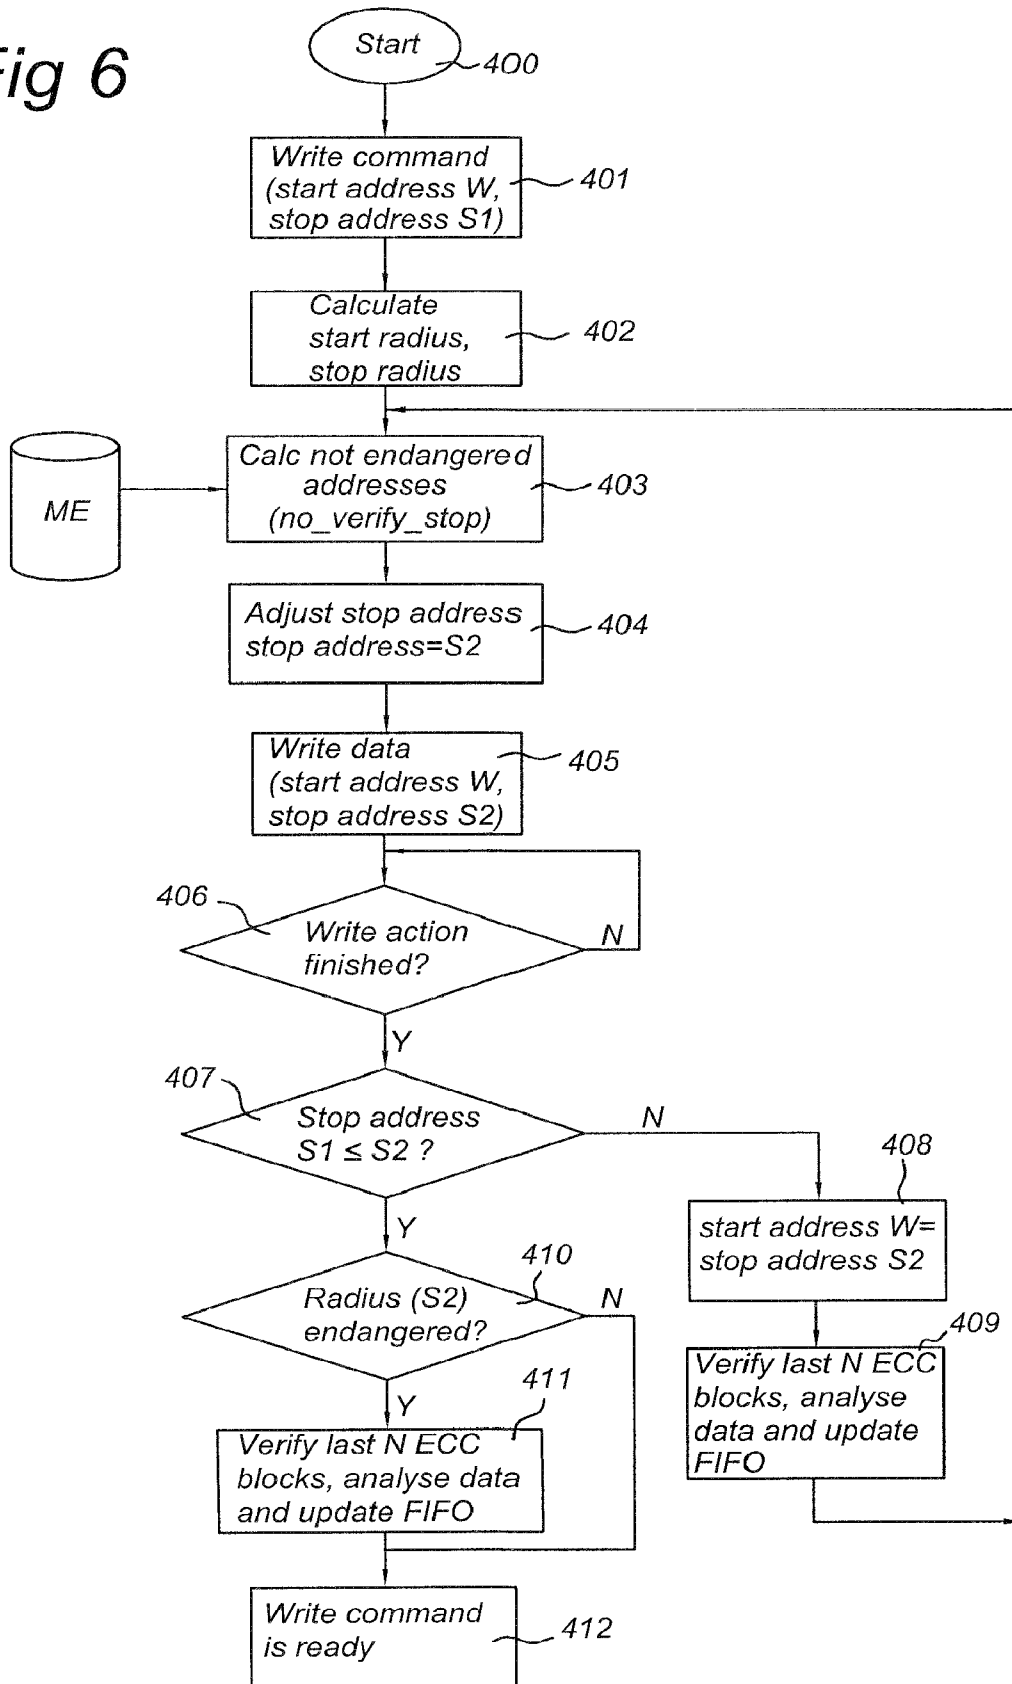 Fig 6
Start
400
Write command
(start address W,
stop address S1)
401
Calculate
start radius,
stop radius
402
ME
Calc not endangered
addresses
(no_verify_stop)
403
Adjust stop address
stop address=S2
404
Write data
(start address W,
stop address S2)
405
406
Write action
finished?
N
Y
407
Stop address
S1 ≤ S2 ?
N
Y
408
start address W=
stop address S2
409
Verify last N ECC
blocks, analyse
data and update
FIFO
410
Radius (S2)
endangered?
N
Y
411
Verify last N ECC
blocks, analyse data
and update FIFO
Write command
is ready
412